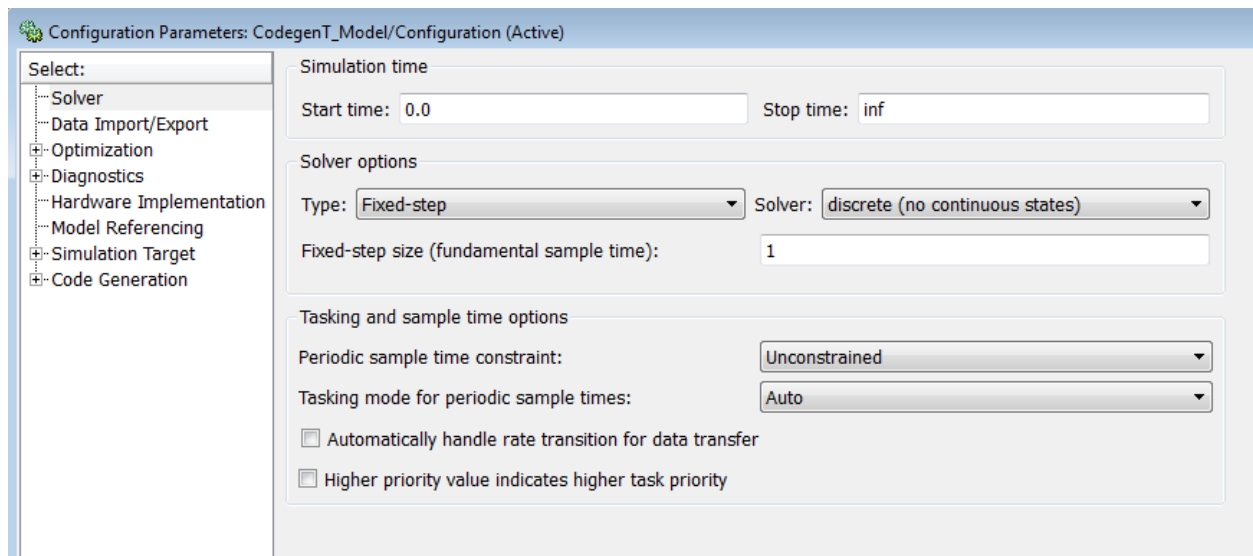 Configuration Parameters: CodegenT_Model/Configuration (Active)
Select:
Solver
Data Import/Export
Optimization
Diagnostics
Hardware Implementation
Model Referencing
Simulation Target
Code Generation
Simulation time
Start time: 0.0 Stop time: inf
Solver options
Type: Fixed-step Solver: discrete (no continuous states)
Fixed-step size (fundamental sample time): 1
Tasking and sample time options
Periodic sample time constraint: Unconstrained
Tasking mode for periodic sample times: Auto
Automatically handle rate transition for data transfer
Higher priority value indicates higher task priority